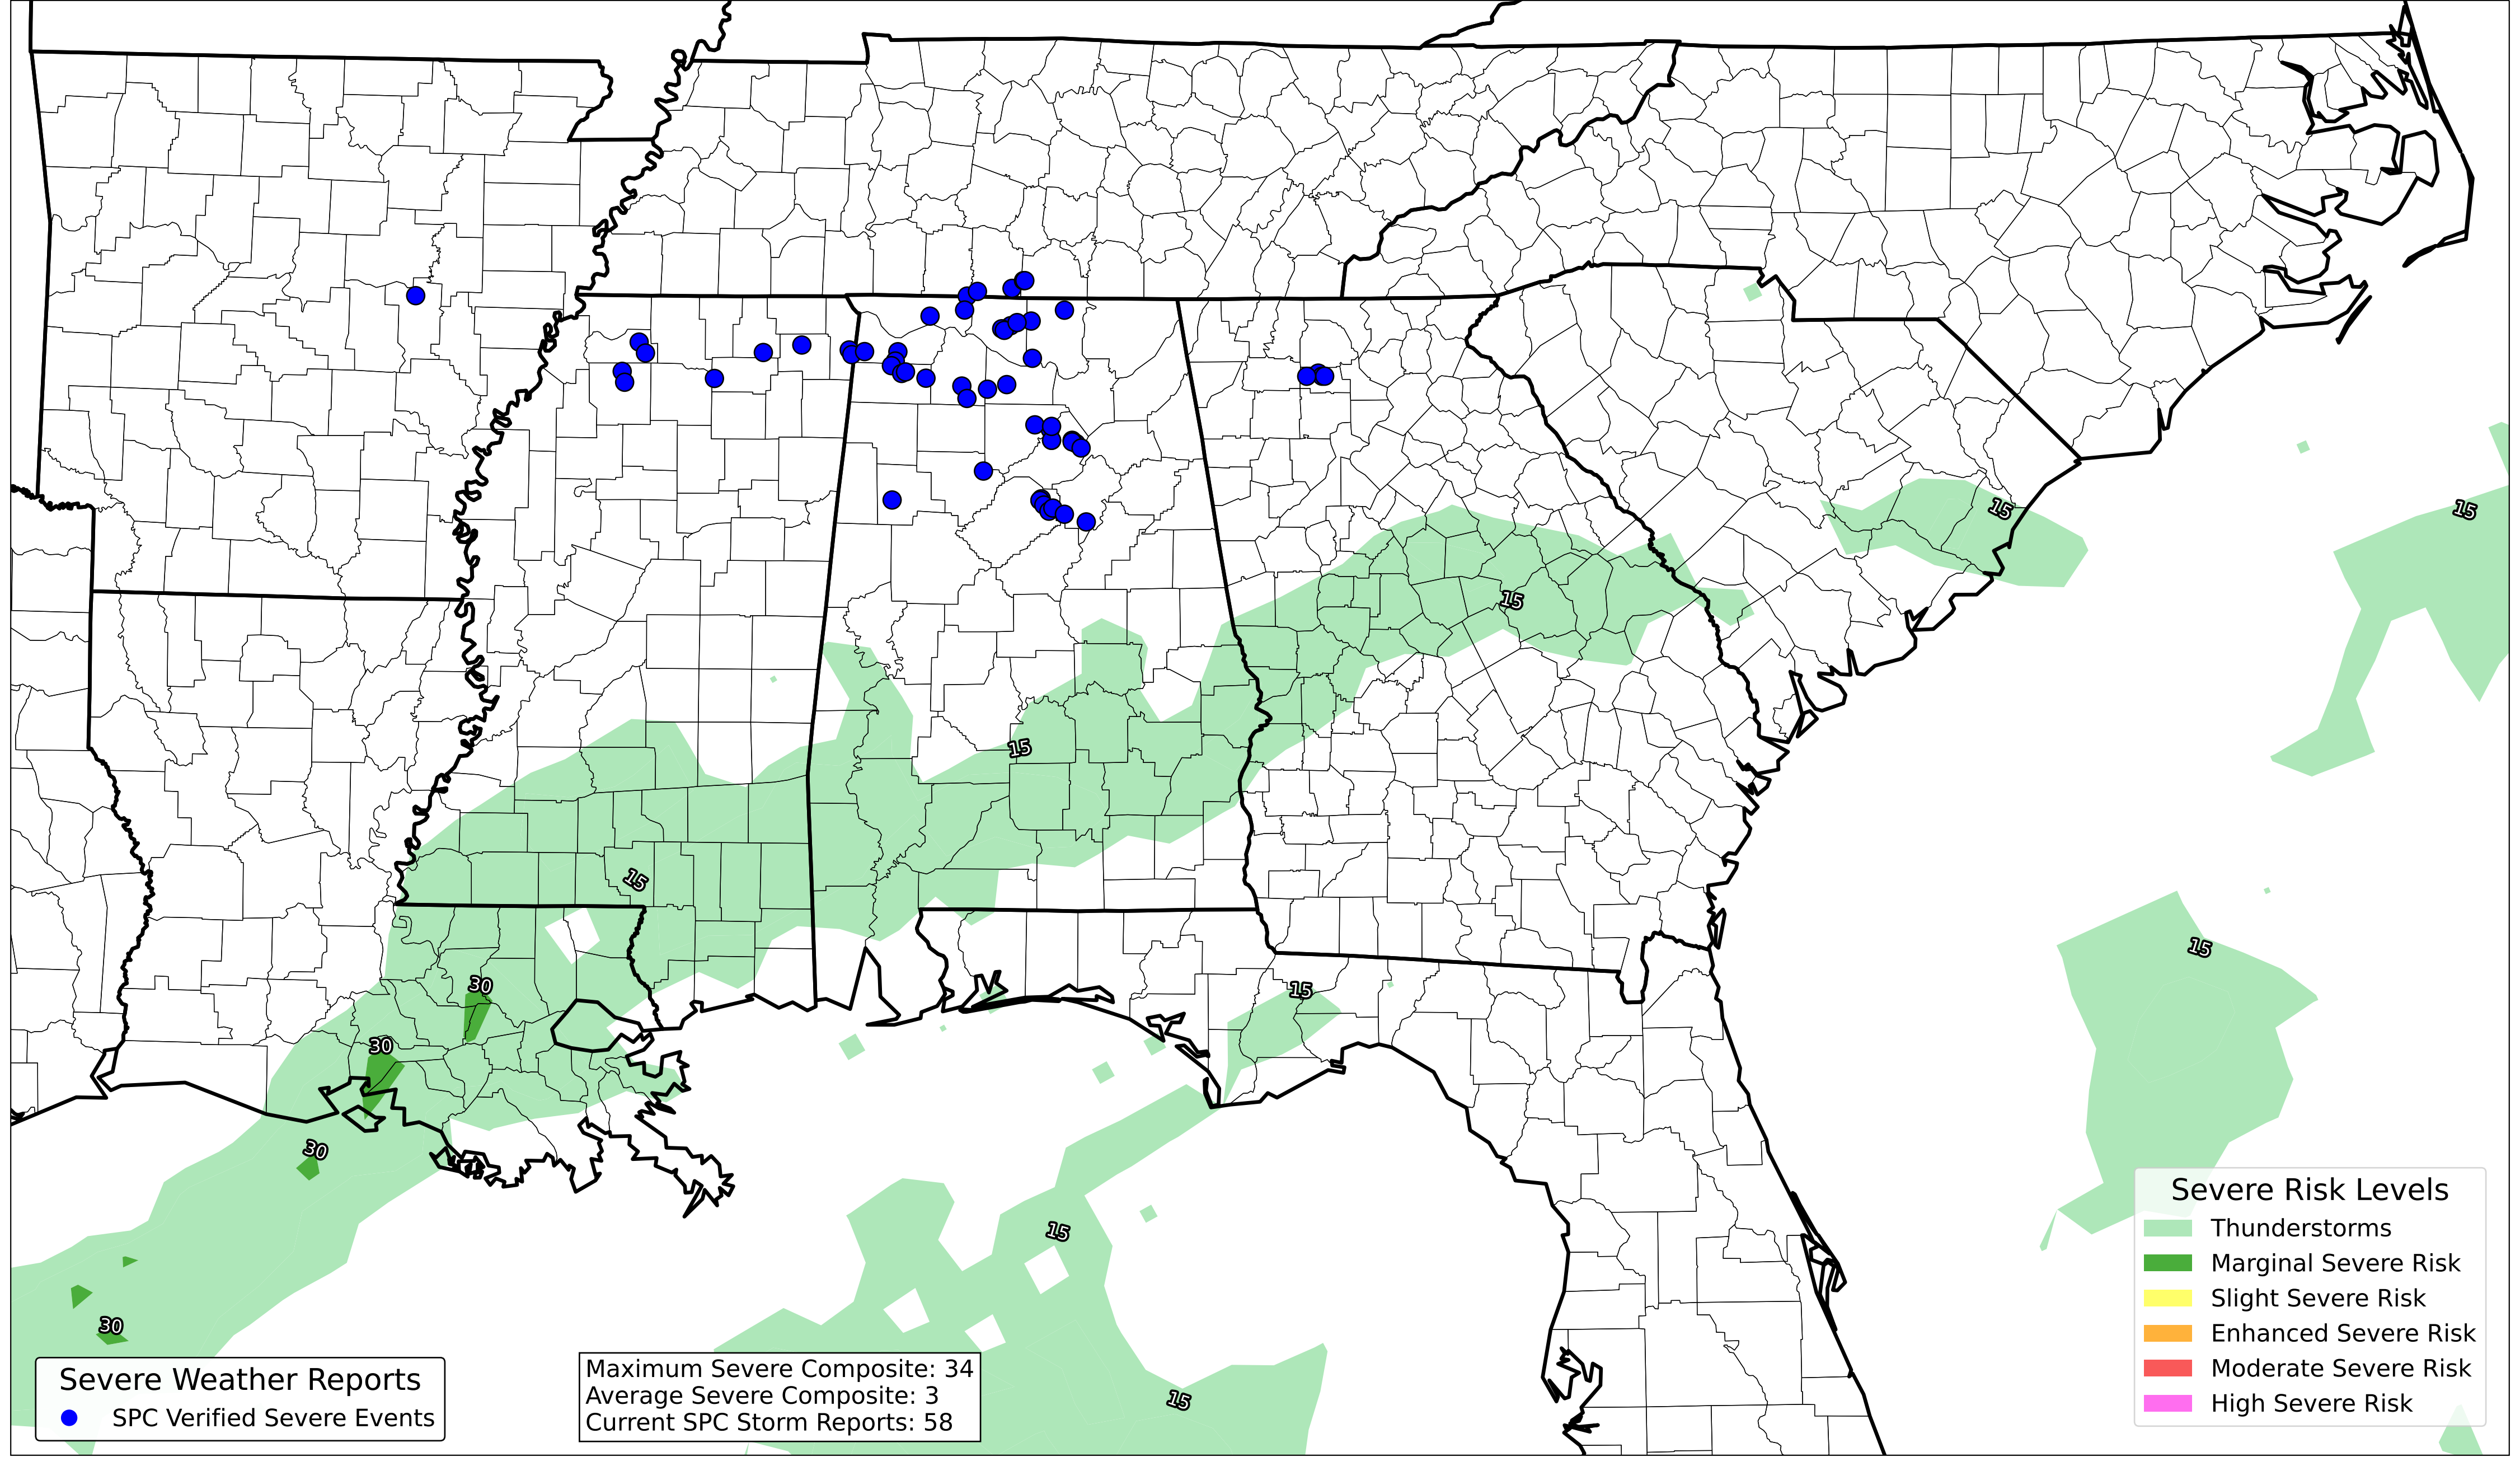 15
15
15
15
15
15
30
15
30
30
15
30
15
Severe Weather Reports
SPC Verified Severe Events
Maximum Severe Composite: 34
Average Severe Composite: 3
Current SPC Storm Reports: 58
Severe Risk Levels
Thunderstorms
Marginal Severe Risk
Slight Severe Risk
Enhanced Severe Risk
Moderate Severe Risk
High Severe Risk